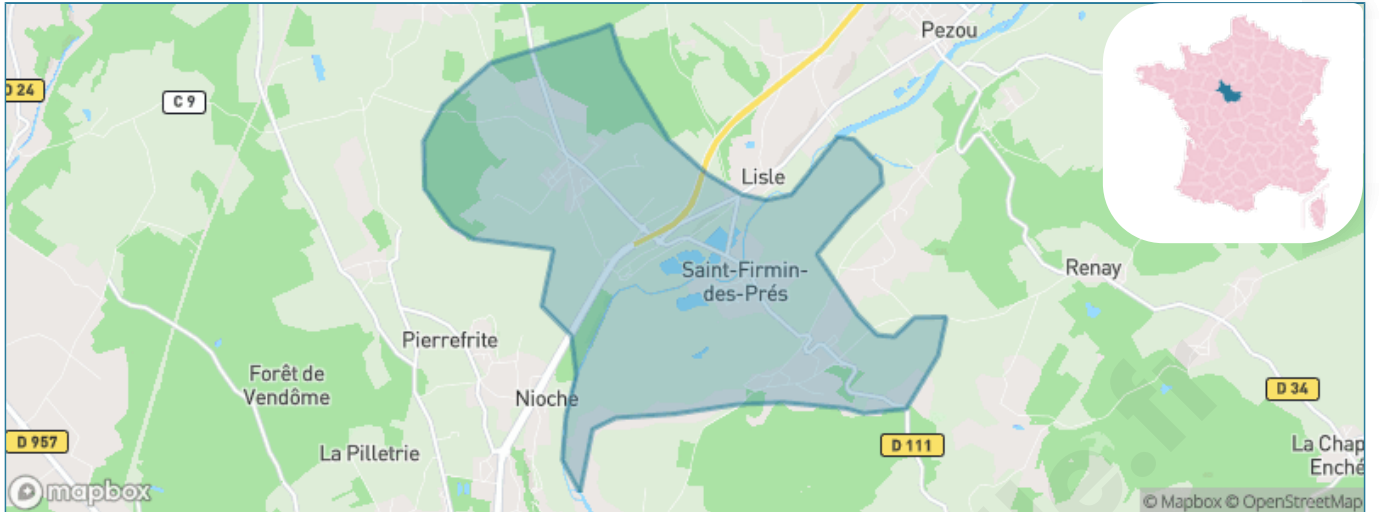 Pezou
D 24
C 9
Lisle
Saint-Firmin-
des-Prés
Renay
Pierrefrite
Forêt de
Vendôme
Nioche
D 34
D 957
La Pilletrie
D 111
La Chap
Enché
mapbox
© Mapbox © OpenStreetMap